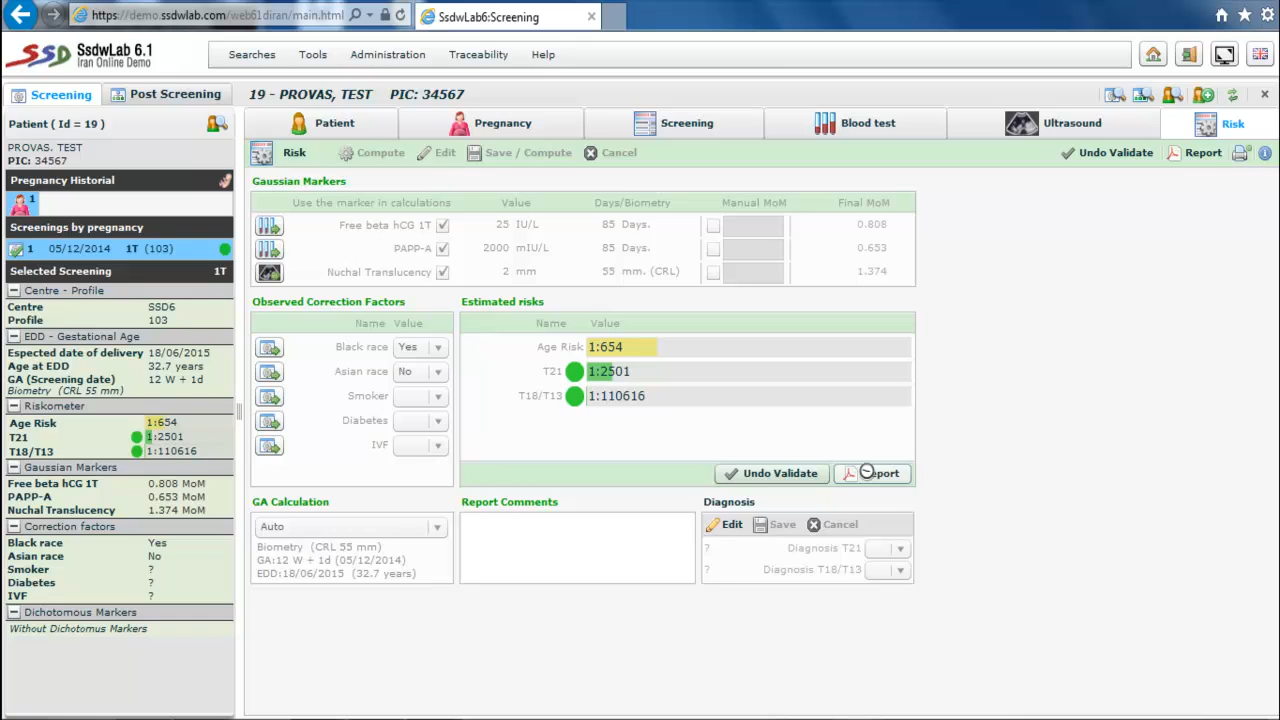 https://demo.ssdwlab.com/web61diran/main.html
SsdwLab6:Screening
SSD SsdwLab 6.1
Iran Online Demo
Searches Tools Administration Traceability Help
Screening Post Screening
19 - PROVAS, TEST PIC: 34567
Patient ( Id = 19 )
PROVAS. TEST
PIC: 34567
Pregnancy Historial
1
Screenings by pregnancy
1 05/12/2014 1T (103)
Selected Screening 1T
Centre - Profile
Centre SSD6
Profile 103
EDD - Gestational Age
Expected date of delivery 18/06/2015
Age at EDD 32.7 years
GA (Screening date) 12 W + 1d
Biometry (CRL 55 mm)
Riskometer
Age Risk 1:654
T21 1:2501
T18/T13 1:110616
Gaussian Markers
Free beta hCG 1T 0.808 MoM
PAPP-A 0.653 MoM
Nuchal Translucency 1.374 MoM
Correction factors
Black race Yes
Asian race No
Smoker ?
Diabetes ?
IVF ?
Dichotomous Markers
Without Dichotomus Markers
Patient Pregnancy Screening Blood test Ultrasound Risk
Risk Compute Edit Save / Compute Cancel Undo Validate Report
Gaussian Markers
Use the marker in calculations Value Days/Biometry Manual MoM Final MoM
Free beta hCG 1T 25 IU/L 85 Days. 0.808
PAPP-A 2000 mIU/L 85 Days. 0.653
Nuchal Translucency 2 mm 55 mm. (CRL) 1.374
Observed Correction Factors
Name Value
Black race Yes
Asian race No
Smoker
Diabetes
IVF
Estimated risks
Name Value
Age Risk 1:654
T21 1:2501
T18/T13 1:110616
Undo Validate Report
GA Calculation
Auto
Biometry (CRL 55 mm)
GA:12 W + 1d (05/12/2014)
EDD:18/06/2015 (32.7 years)
Report Comments
Diagnosis
Edit Save Cancel
? Diagnosis T21
? Diagnosis T18/T13